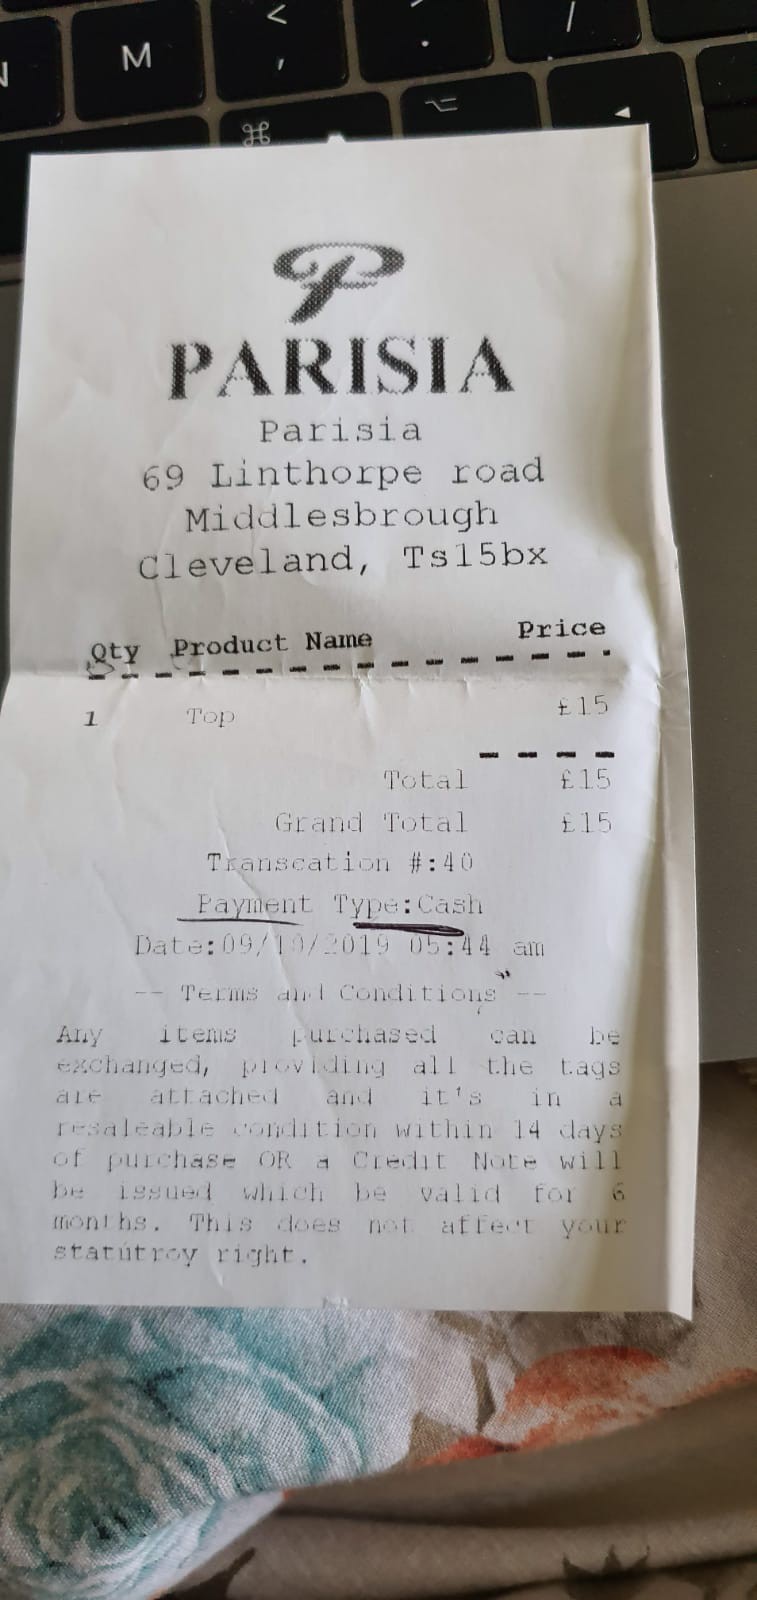 M
<
,
.
/
⌘
⌥
◄
P
PARISIA
Parisia
69 Linthorpe road
Middlesbrough
Cleveland, Ts15bx
Qty Product Name Price
1 Top £15
Total £15
Grand Total £15
Transcation #:40
Payment Type:Cash
Date:09/10/2019 05:44 am
-- Terms and Conditions --
Any items purchased can be
exchanged, providing all the tags
are attached and it's in a
resaleable condition within 14 days
of purchase OR a Credit Note will
be issued which be valid for 6
months. This does not affect your
statutroy right.